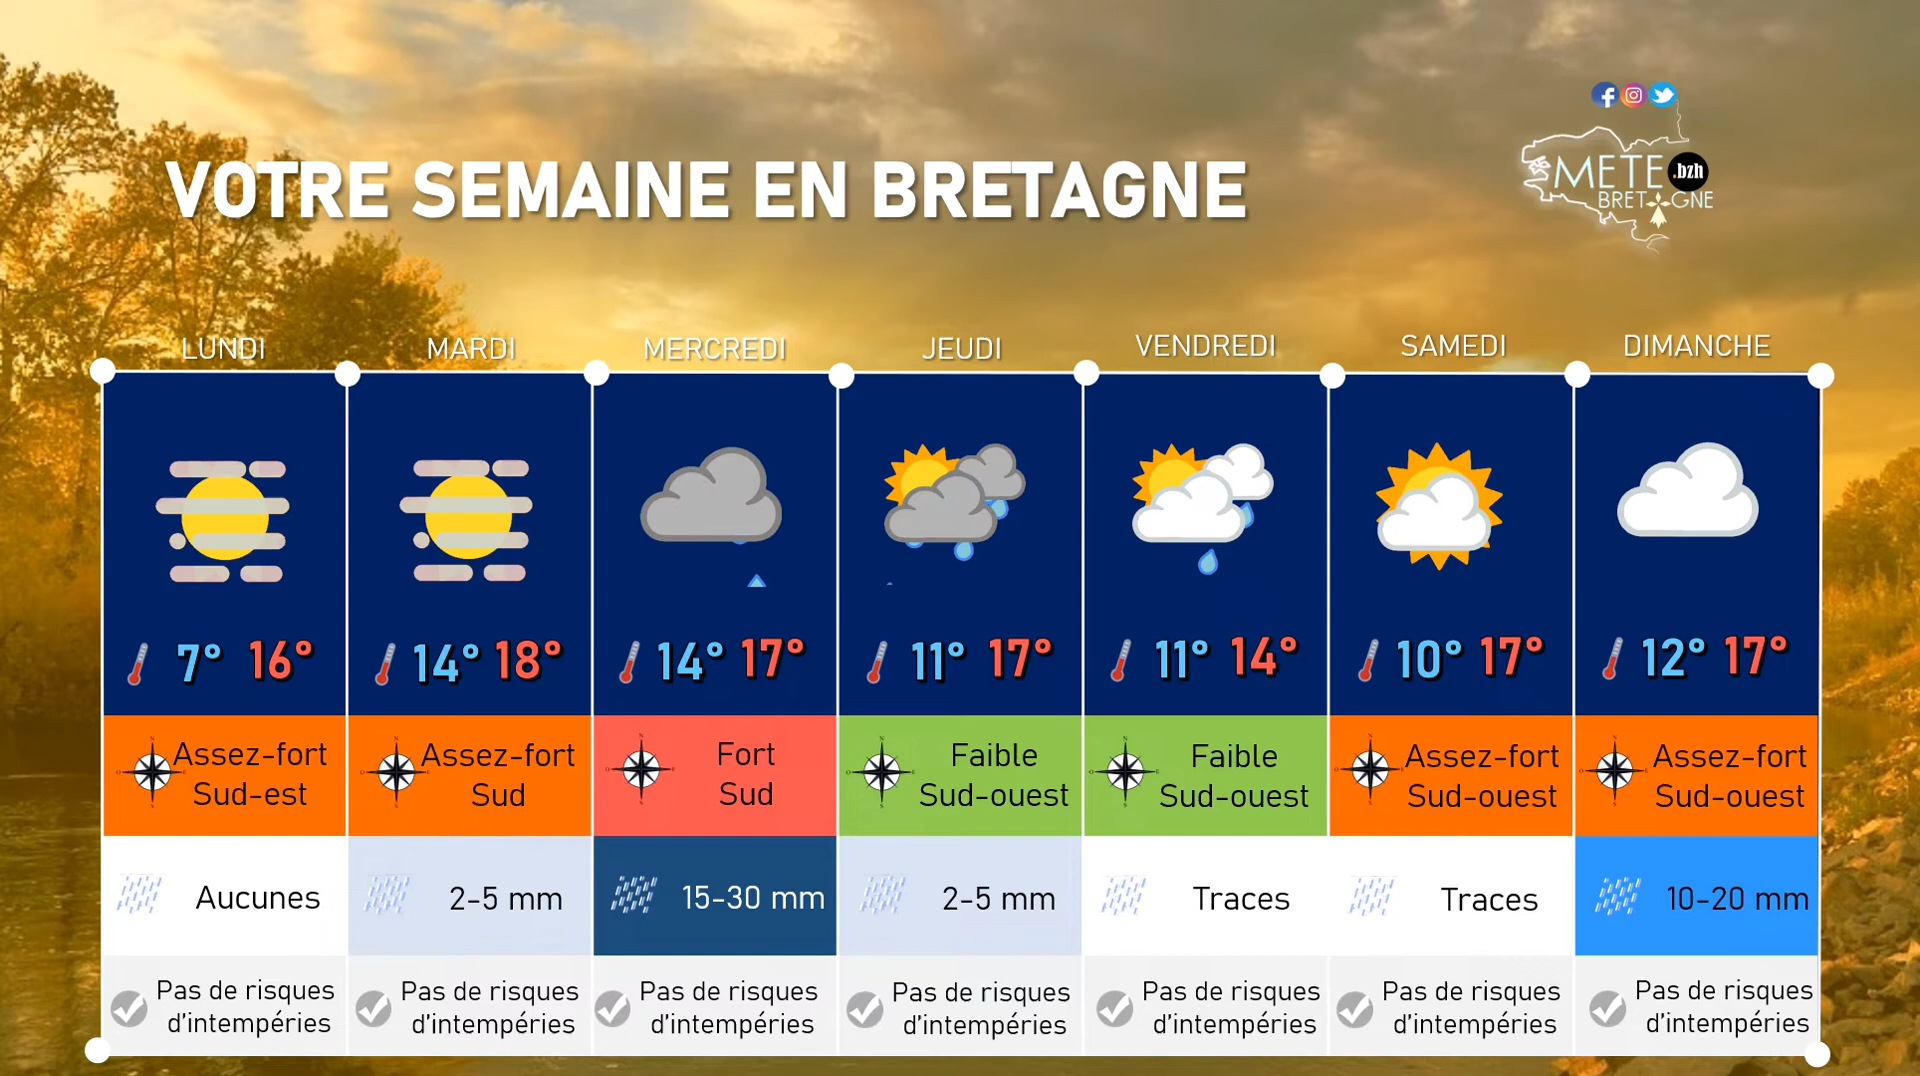 VOTRE SEMAINE EN BRETAGNE
METE .bzh
BRET GNE
LUNDI MARDI MERCREDI JEUDI VENDREDI SAMEDI DIMANCHE
7° 16° 14° 18° 14° 17° 11° 17° 11° 14° 10° 17° 12° 17°
Assez-fort Assez-fort Fort Faible Faible Assez-fort Assez-fort
Sud-est Sud Sud Sud-ouest Sud-ouest Sud-ouest Sud-ouest
Aucunes 2-5 mm 15-30 mm 2-5 mm Traces Traces 10-20 mm
Pas de risques Pas de risques Pas de risques Pas de risques Pas de risques Pas de risques Pas de risques
d'intempéries d'intempéries d'intempéries d'intempéries d'intempéries d'intempéries d'intempéries